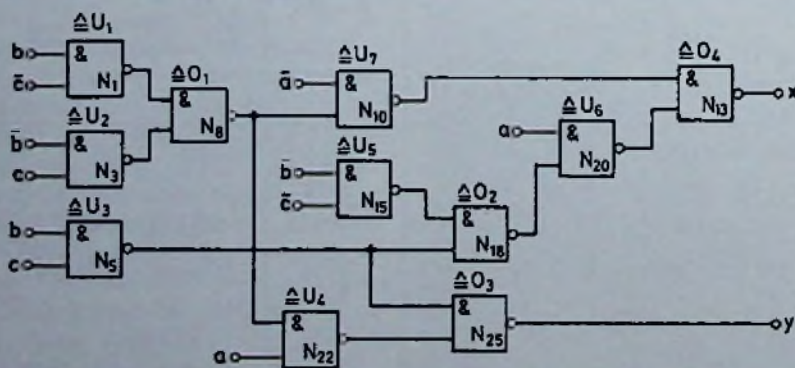 ≙U₁
b
c̄
&
N₁
≙O₁
&
N₈
≙U₇
ā
&
N₁₀
≙O₄
&
N₁₃
x
≙U₂
b̄
c
&
N₃
≙U₆
a
&
N₂₀
≙U₅
b̄
c̄
&
N₁₅
≙O₂
&
N₁₈
≙U₃
b
c
&
N₅
≙U₄
a
&
N₂₂
≙O₃
&
N₂₅
y